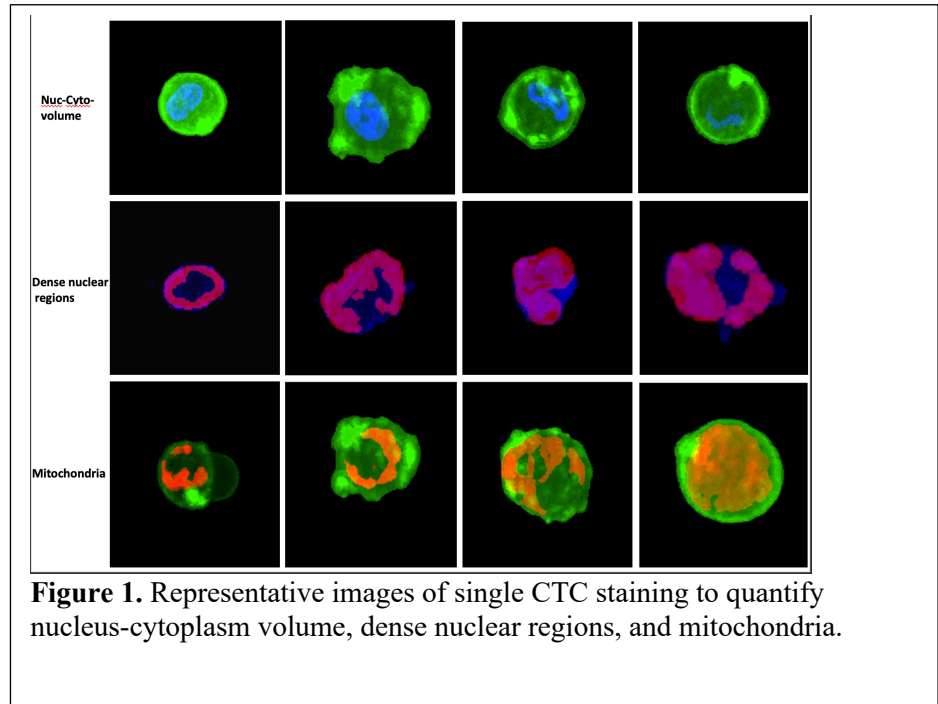 Nuc-Cyto-
volume
Dense nuclear
regions
Mitochondria
Figure 1. Representative images of single CTC staining to quantify
nucleus-cytoplasm volume, dense nuclear regions, and mitochondria.